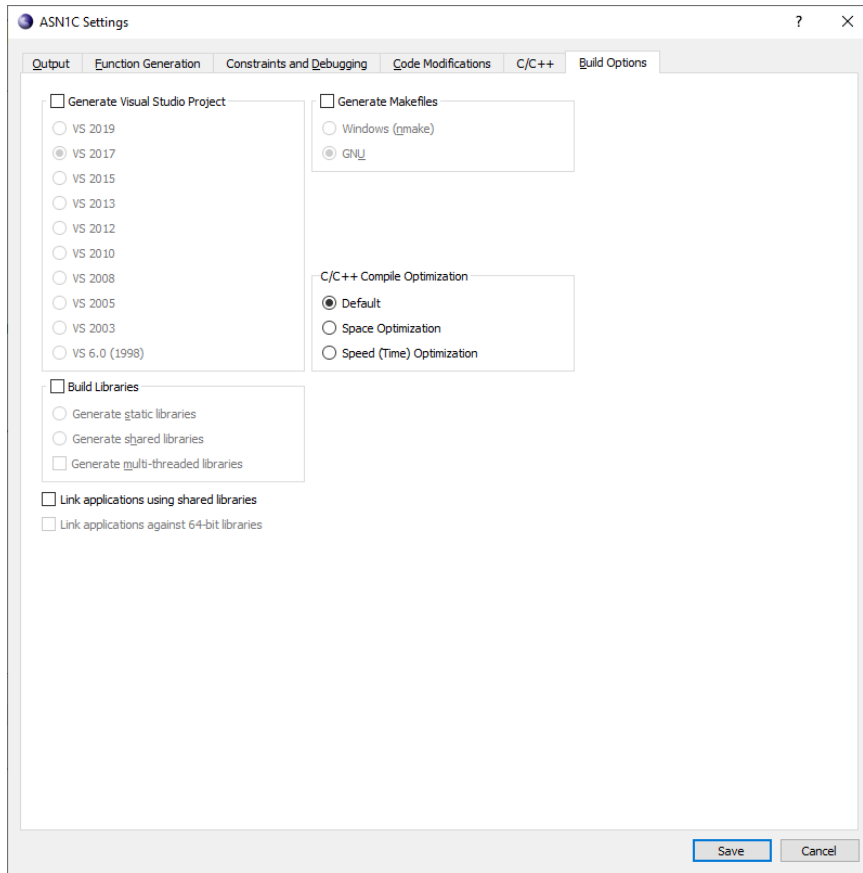 ASN1C Settings
?
Output Function Generation Constraints and Debugging Code Modifications C/C++ Build Options
Generate Visual Studio Project
VS 2019
VS 2017
VS 2015
VS 2013
VS 2012
VS 2010
VS 2008
VS 2005
VS 2003
VS 6.0 (1998)
Generate Makefiles
Windows (nmake)
GNU
C/C++ Compile Optimization
Default
Space Optimization
Speed (Time) Optimization
Build Libraries
Generate static libraries
Generate shared libraries
Generate multi-threaded libraries
Link applications using shared libraries
Link applications against 64-bit libraries
Save Cancel